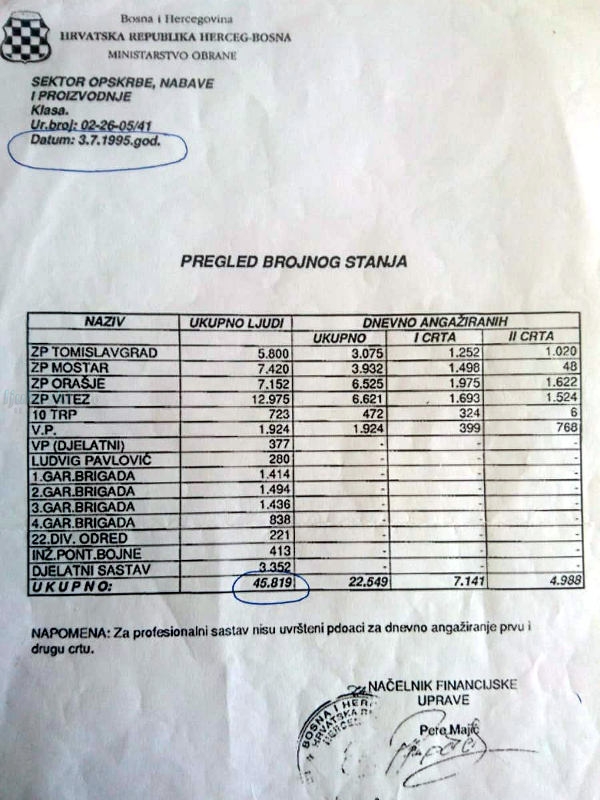 Bosna i Hercegovina
HRVATSKA REPUBLIKA HERCEG-BOSNA
MINISTARSTVO OBRANE
SEKTOR OPSKRBE, NABAVE
I PROIZVODNJE
Klasa.
Ur.broj: 02-26-05/41
Datum: 3.7.1995.god.
PREGLED BROJNOG STANJA
NAZIV UKUPNO LJUDI DNEVNO ANGAŽIRANIH
UKUPNO I CRTA II CRTA
ZP TOMISLAVGRAD 5.800 3.075 1.252 1.020
ZP MOSTAR 7.420 3.932 1.498 48
ZP ORAŠJE 7.152 6.525 1.975 1.622
ZP VITEZ 12.975 6.621 1.693 1.524
10 TRP 723 472 324 6
V.P. 1.924 1.924 399 768
VP (DJELATNI) 377 - - -
LUDVIG PAVLOVIĆ 280 - - -
1.GAR.BRIGADA 1.414 - - -
2.GAR.BRIGADA 1.494 - - -
3.GAR.BRIGADA 1.436 - - -
4.GAR.BRIGADA 838 - - -
22.DIV. ODRED 221 - - -
INŽ.PONT.BOJNE 413 - - -
DJELATNI SASTAV 3.352 - - -
UKUPNO: 45.819 22.549 7.141 4.988
NAPOMENA: Za profesionalni sastav nisu uvršteni pdoaci za dnevno angažiranje prvu i
drugu crtu.
NAČELNIK FINANCIJSKE
UPRAVE
Pero Majić
BOSNA I HER
HRVATSKA R
HERCE